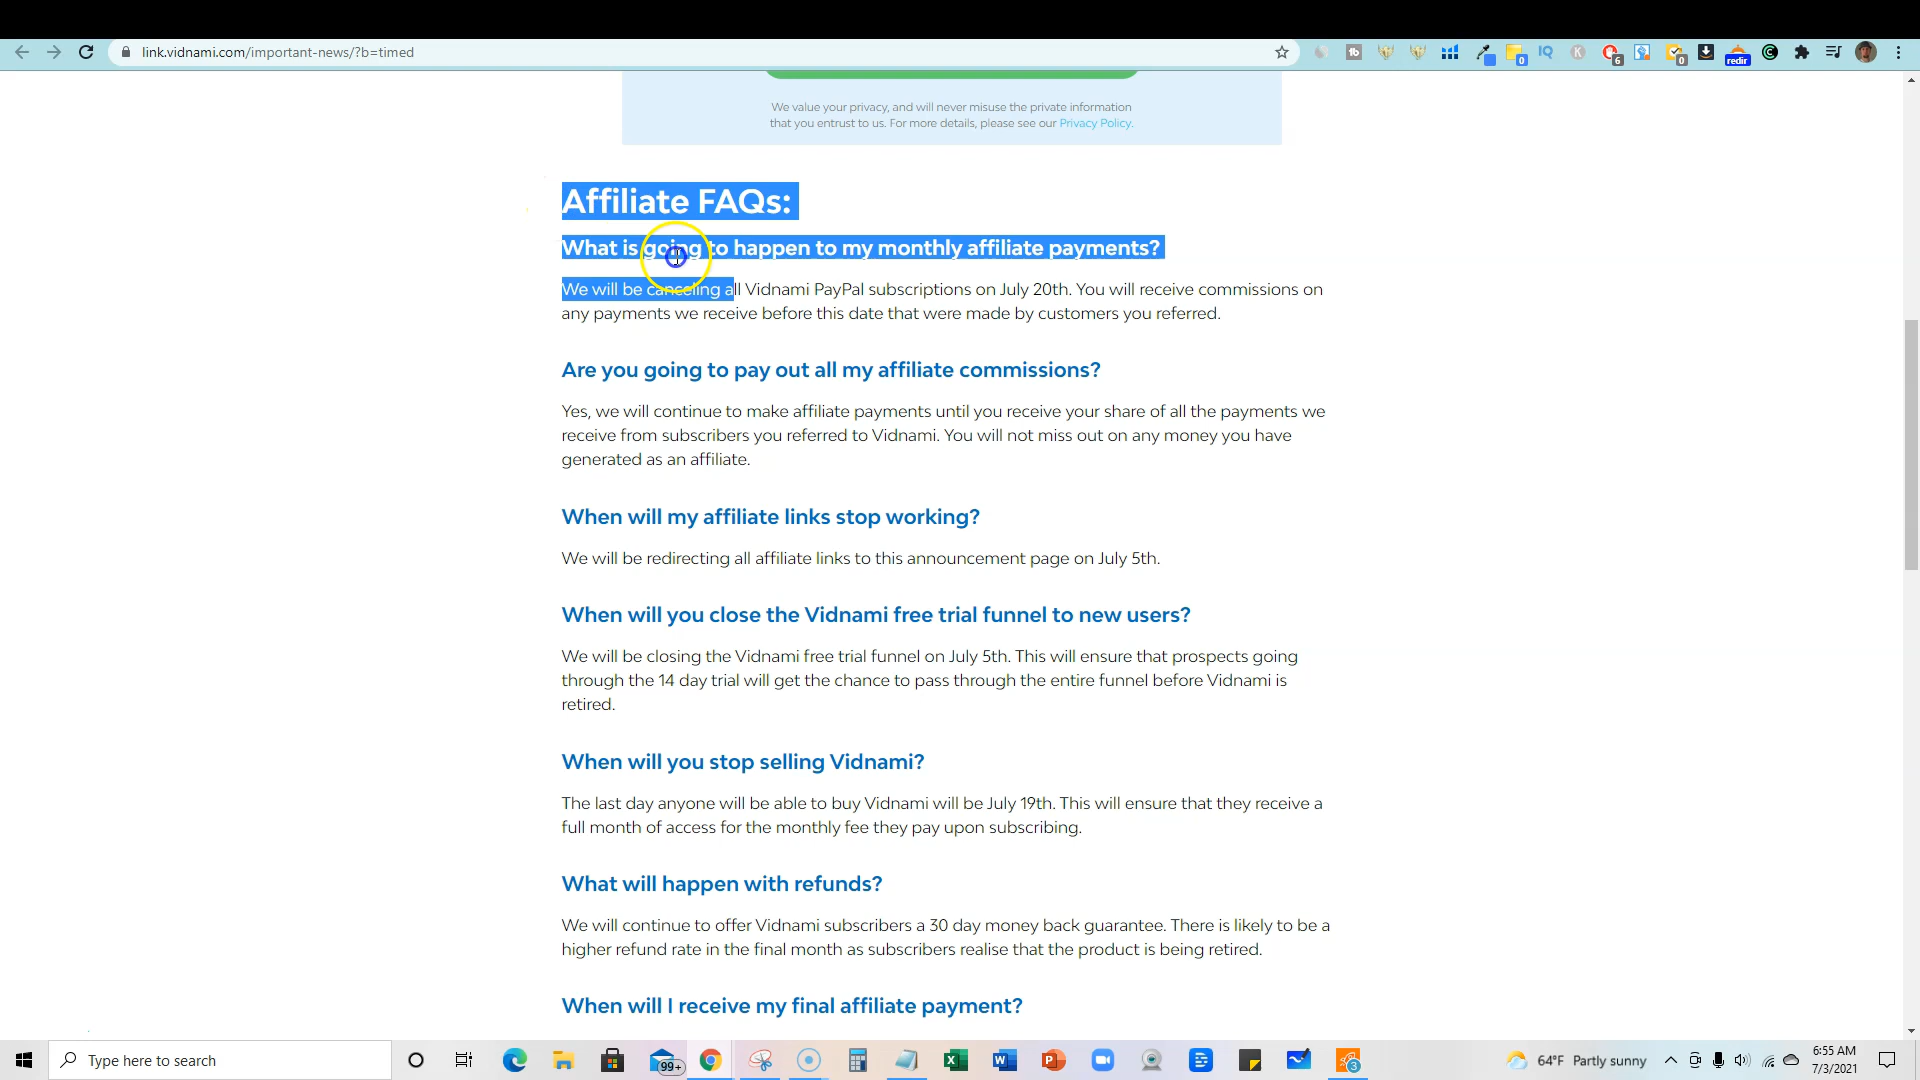 link.vidnami.com/important-news/?b=timed
We value your privacy, and will never misuse the private information
that you entrust to us. For more details, please see our Privacy Policy.
Affiliate FAQs:
What is going to happen to my monthly affiliate payments?
We will be canceling all Vidnami PayPal subscriptions on July 20th. You will receive commissions on
any payments we receive before this date that were made by customers you referred.
Are you going to pay out all my affiliate commissions?
Yes, we will continue to make affiliate payments until you receive your share of all the payments we
receive from subscribers you referred to Vidnami. You will not miss out on any money you have
generated as an affiliate.
When will my affiliate links stop working?
We will be redirecting all affiliate links to this announcement page on July 5th.
When will you close the Vidnami free trial funnel to new users?
We will be closing the Vidnami free trial funnel on July 5th. This will ensure that prospects going
through the 14 day trial will get the chance to pass through the entire funnel before Vidnami is
retired.
When will you stop selling Vidnami?
The last day anyone will be able to buy Vidnami will be July 19th. This will ensure that they receive a
full month of access for the monthly fee they pay upon subscribing.
What will happen with refunds?
We will continue to offer Vidnami subscribers a 30 day money back guarantee. There is likely to be a
higher refund rate in the final month as subscribers realise that the product is being retired.
When will I receive my final affiliate payment?
Type here to search
99+
3
64°F Partly sunny
6:55 AM
7/3/2021